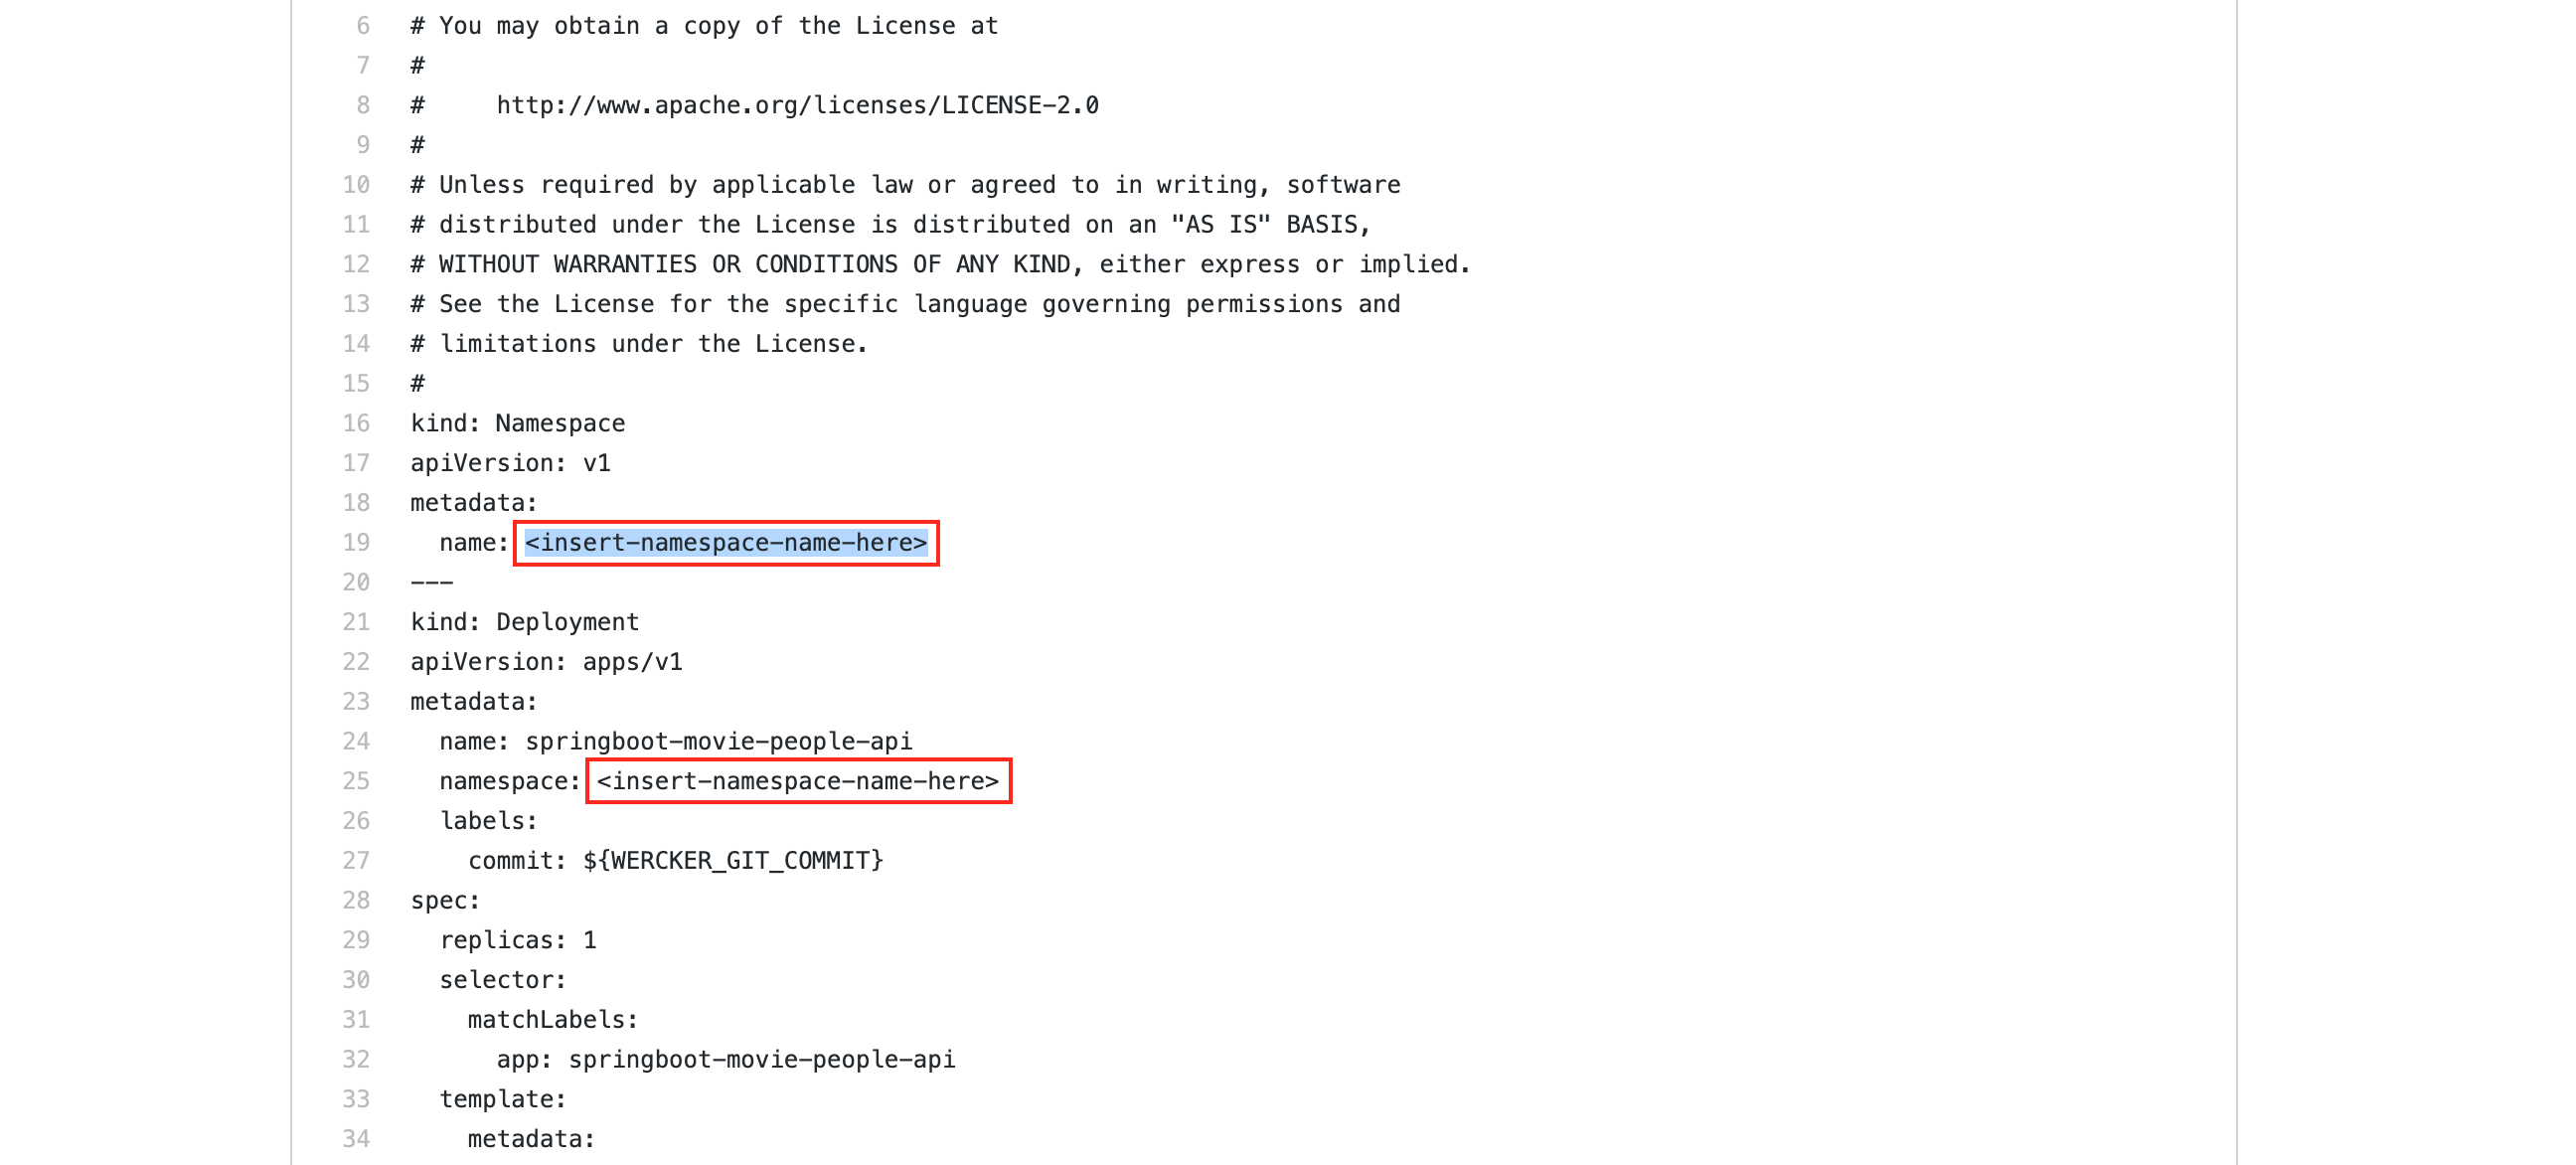 6 # You may obtain a copy of the License at
7 #
8 #     http://www.apache.org/licenses/LICENSE-2.0
9 #
10 # Unless required by applicable law or agreed to in writing, software
11 # distributed under the License is distributed on an "AS IS" BASIS,
12 # WITHOUT WARRANTIES OR CONDITIONS OF ANY KIND, either express or implied.
13 # See the License for the specific language governing permissions and
14 # limitations under the License.
15 #
16 kind: Namespace
17 apiVersion: v1
18 metadata:
19   name: <insert-namespace-name-here>
20 ---
21 kind: Deployment
22 apiVersion: apps/v1
23 metadata:
24   name: springboot-movie-people-api
25   namespace: <insert-namespace-name-here>
26   labels:
27     commit: ${WERCKER_GIT_COMMIT}
28 spec:
29   replicas: 1
30   selector:
31     matchLabels:
32       app: springboot-movie-people-api
33   template:
34     metadata: